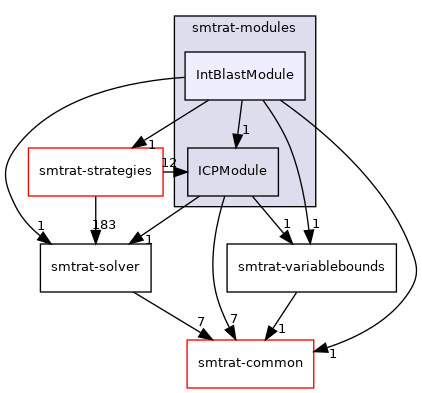 smtrat-modules
IntBlastModule
1
1
12
smtrat-strategies
ICPModule
183
1
1
1
1
smtrat-solver
smtrat-variablebounds
7
7
1
1
smtrat-common